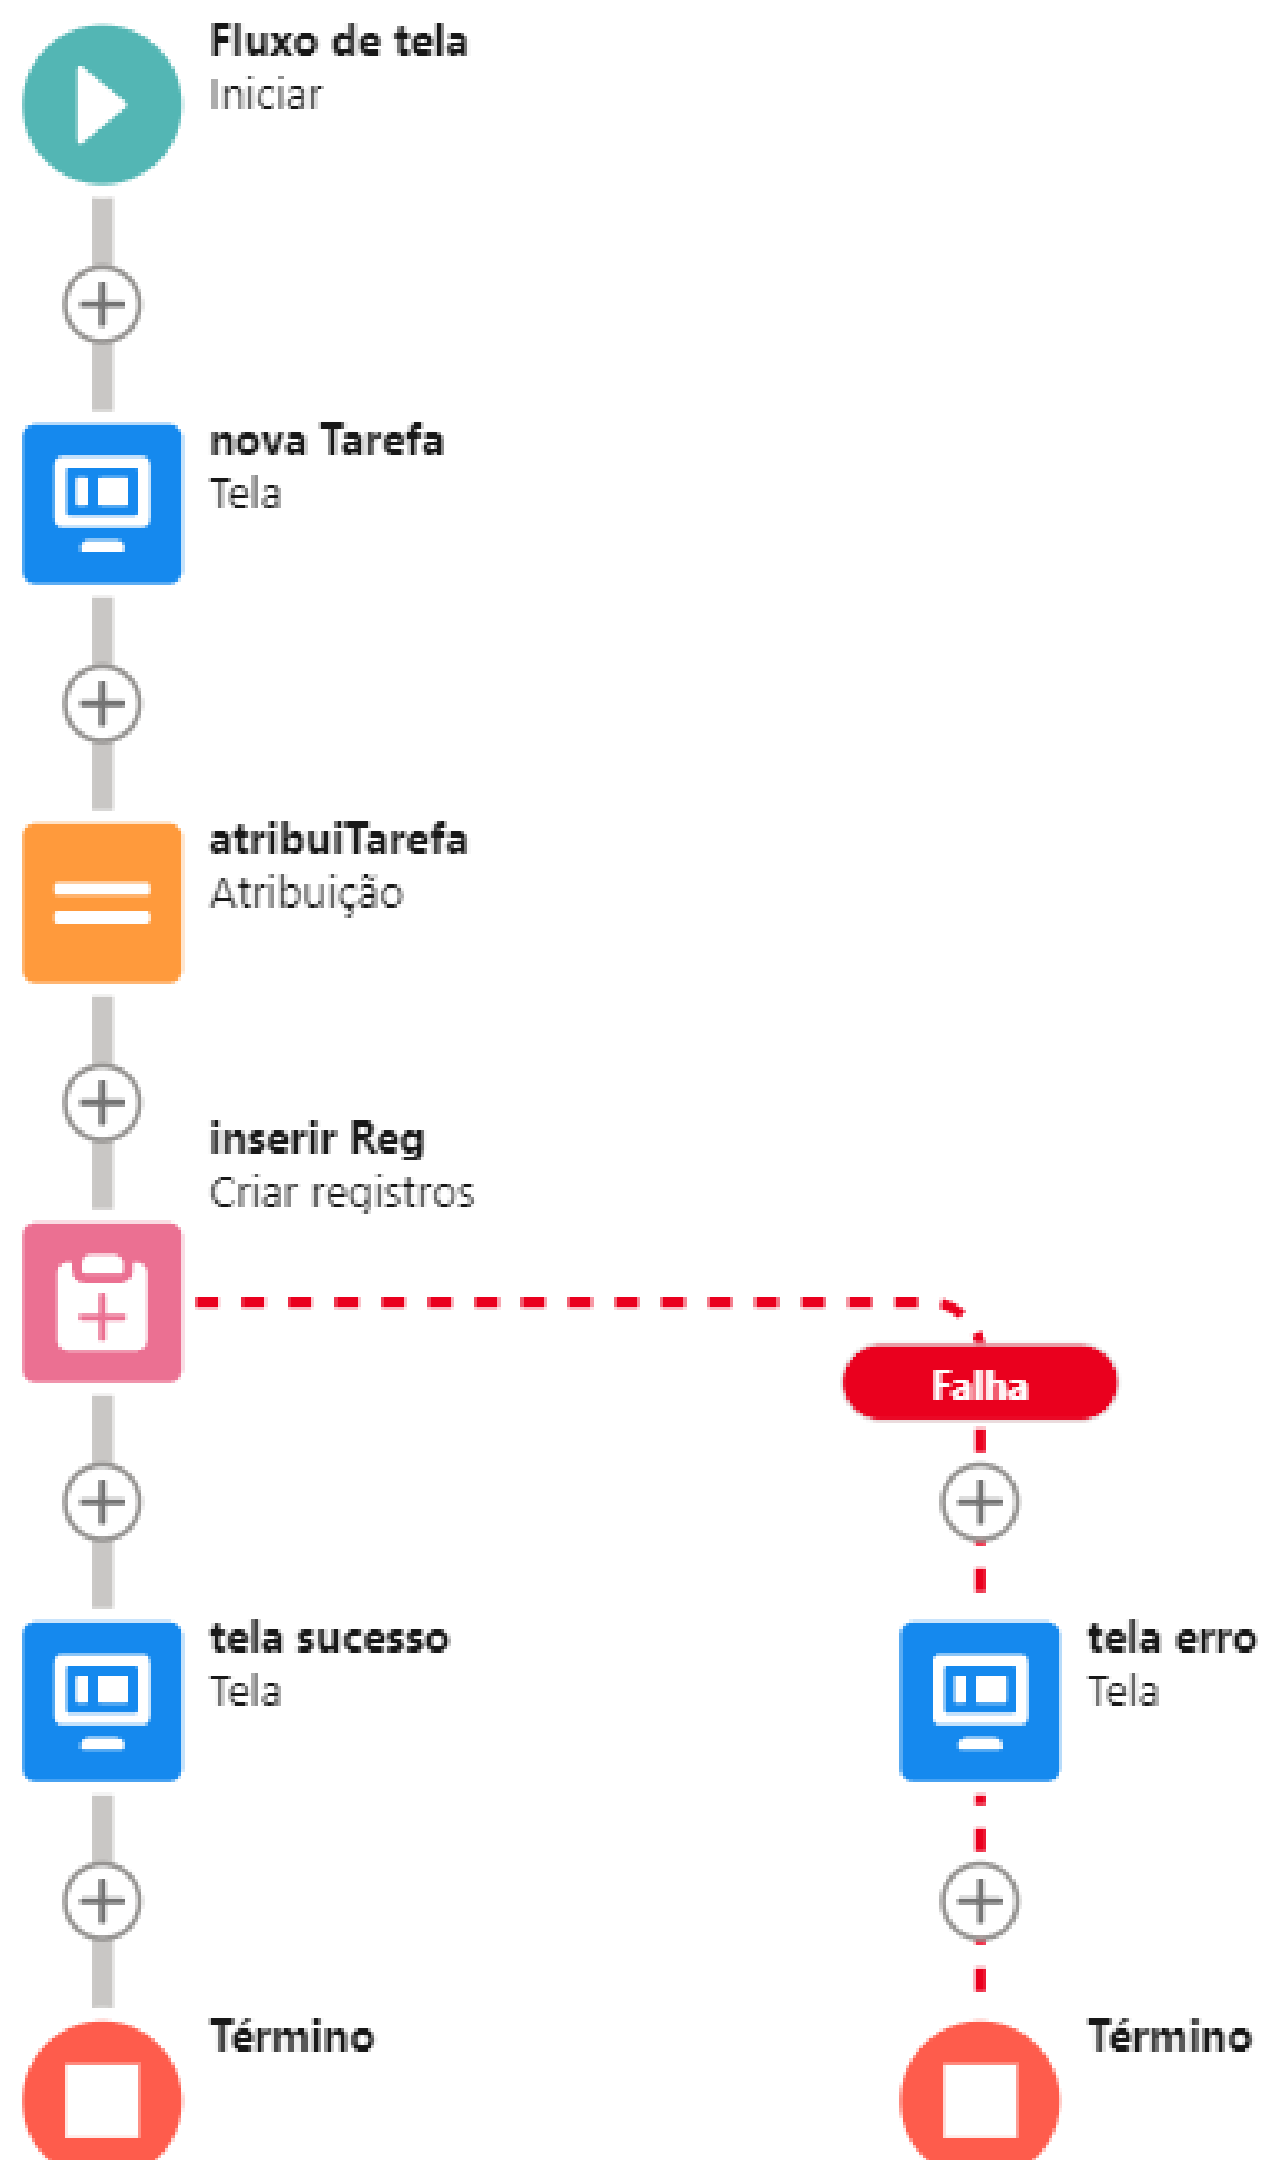 Fluxo de tela
Iniciar
nova Tarefa
Tela
atribuiTarefa
Atribuição
inserir Reg
Criar registros
Falha
tela sucesso
Tela
tela erro
Tela
Término
Término